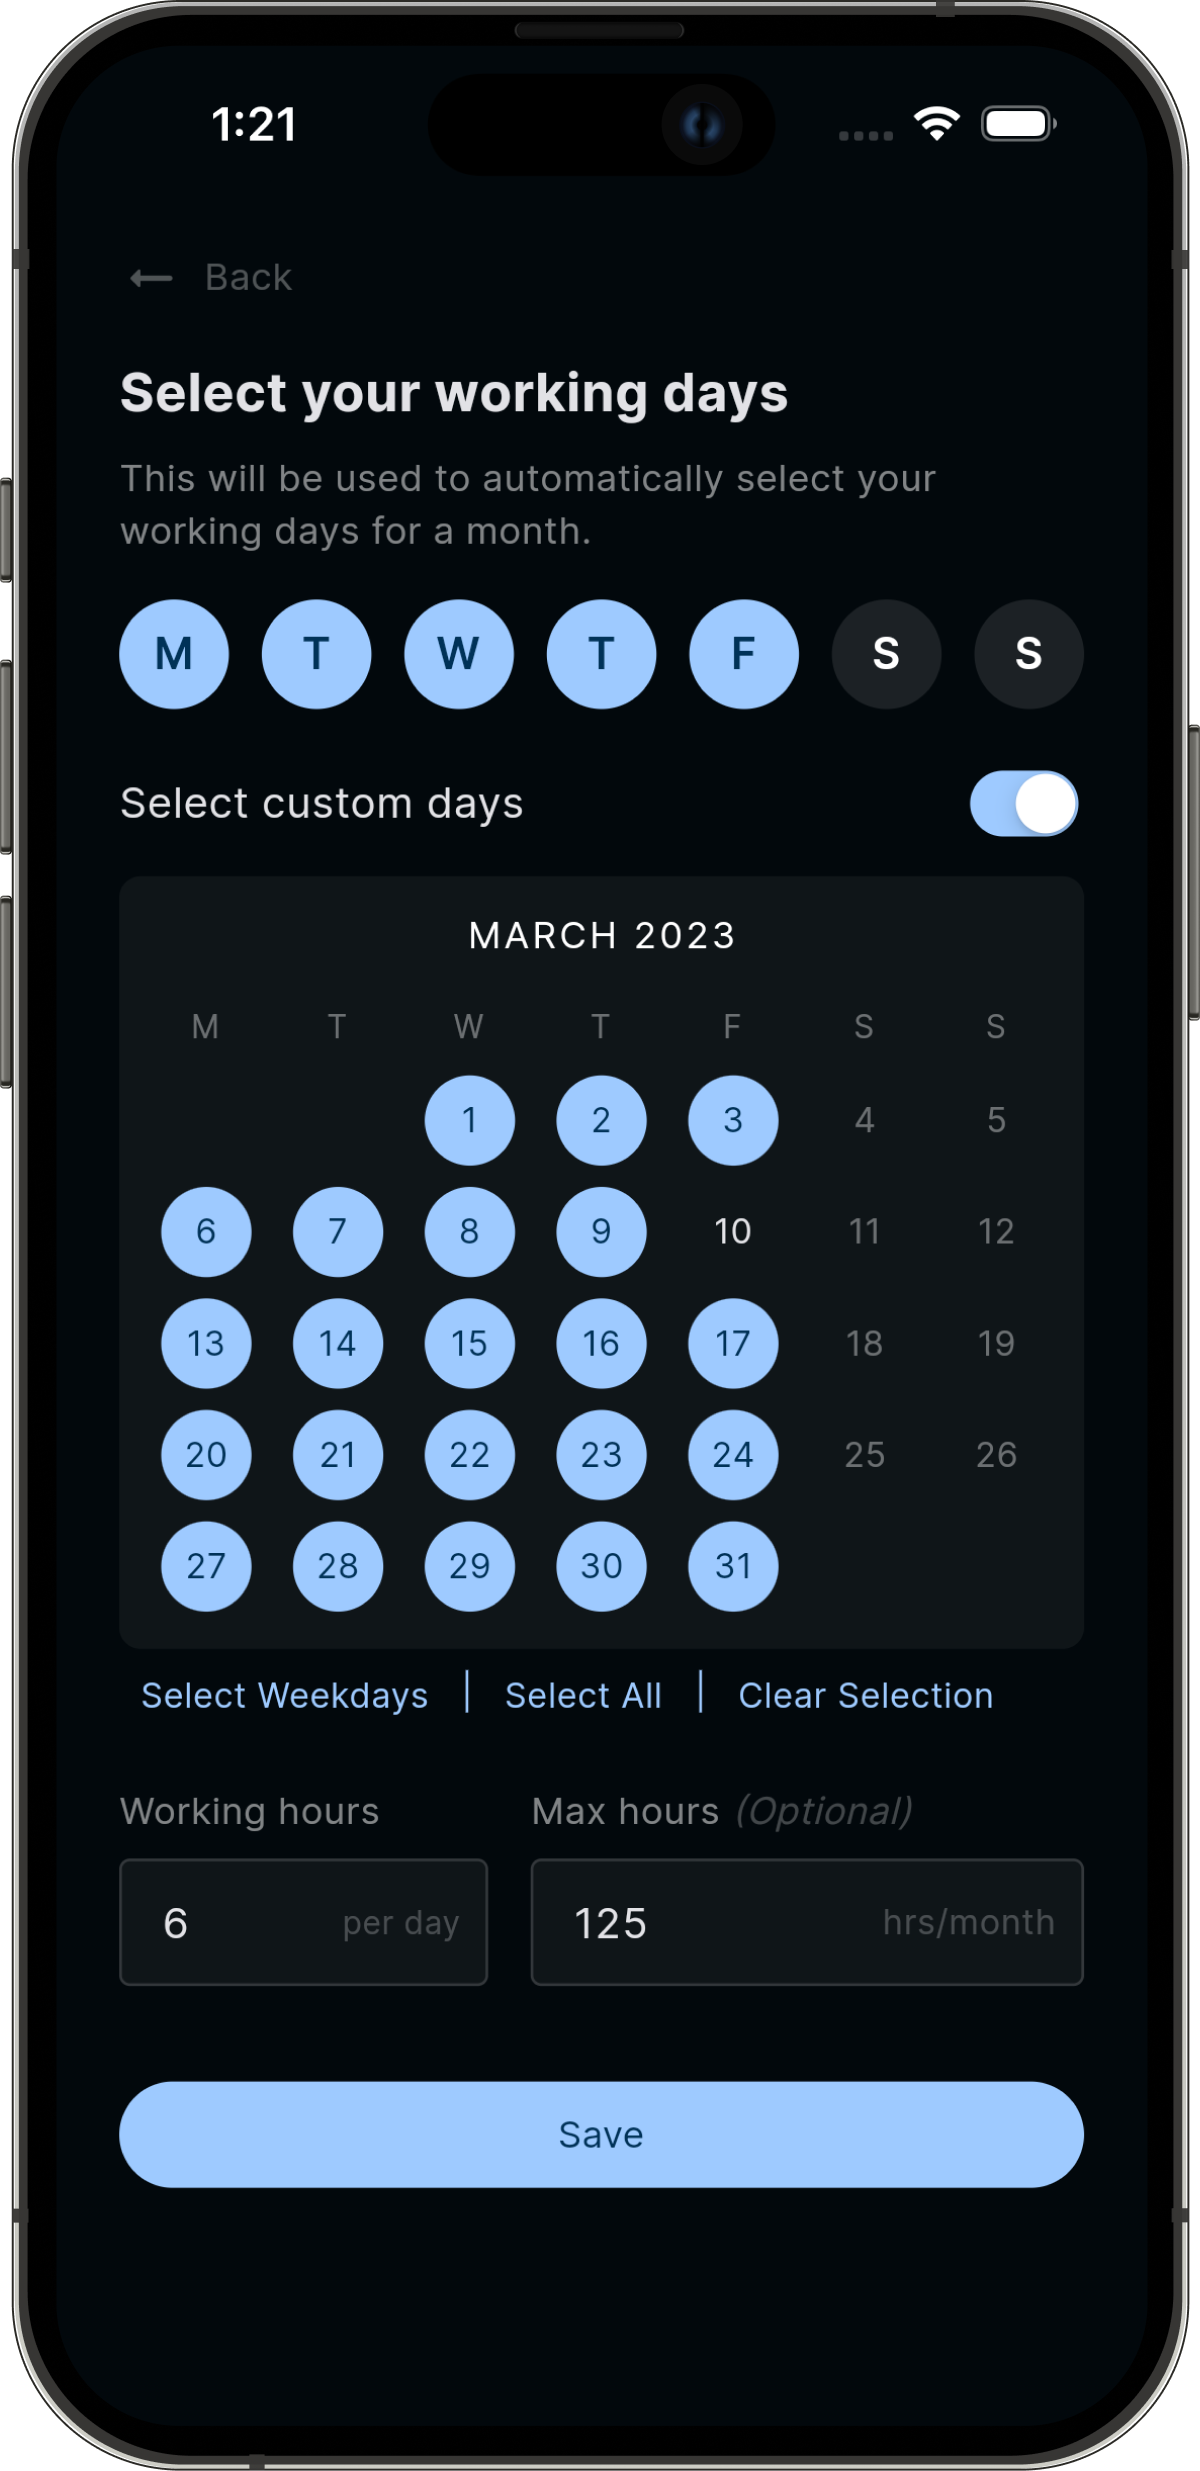 1:21
Back
Select your working days
This will be used to automatically select your
working days for a month.
M T W T F S S
Select custom days
MARCH 2023
M T W T F S S
1 2 3 4 5
6 7 8 9 10 11 12
13 14 15 16 17 18 19
20 21 22 23 24 25 26
27 28 29 30 31
Select Weekdays | Select All | Clear Selection
Working hours Max hours (Optional)
6 per day 125 hrs/month
Save